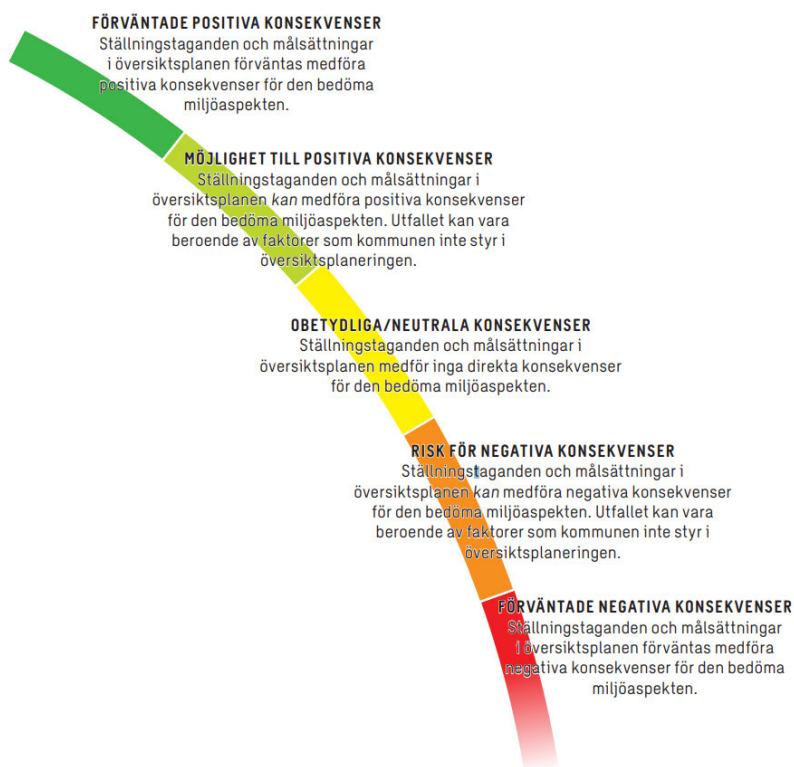 FÖRVÄNTADE POSITIVA KONSEKVENSER
Ställningstaganden och målsättningar
i översiktsplanen förväntas medföra
positiva konsekvenser för den bedöma
miljöaspekten.
MÖJLIGHET TILL POSITIVA KONSEKVENSER
Ställningstaganden och målsättningar i
översiktsplanen kan medföra positiva konsekvenser
för den bedöma miljöaspekten. Utfallet kan vara
beroende av faktorer som kommunen inte styr i
översiktsplaneringen.
OBETYDLIGA/NEUTRALA KONSEKVENSER
Ställningstaganden och målsättningar i
översiktsplanen medför inga direkta konsekvenser
för den bedöma miljöaspekten.
RISK FÖR NEGATIVA KONSEKVENSER
Ställningstaganden och målsättningar i
översiktsplanen kan medföra negativa konsekvenser
för den bedöma miljöaspekten. Utfallet kan vara
beroende av faktorer som kommunen inte styr i
översiktsplaneringen.
FÖRVÄNTADE NEGATIVA KONSEKVENSER
Ställningstaganden och målsättningar
i översiktsplanen förväntas medföra
negativa konsekvenser för den bedöma
miljöaspekten.